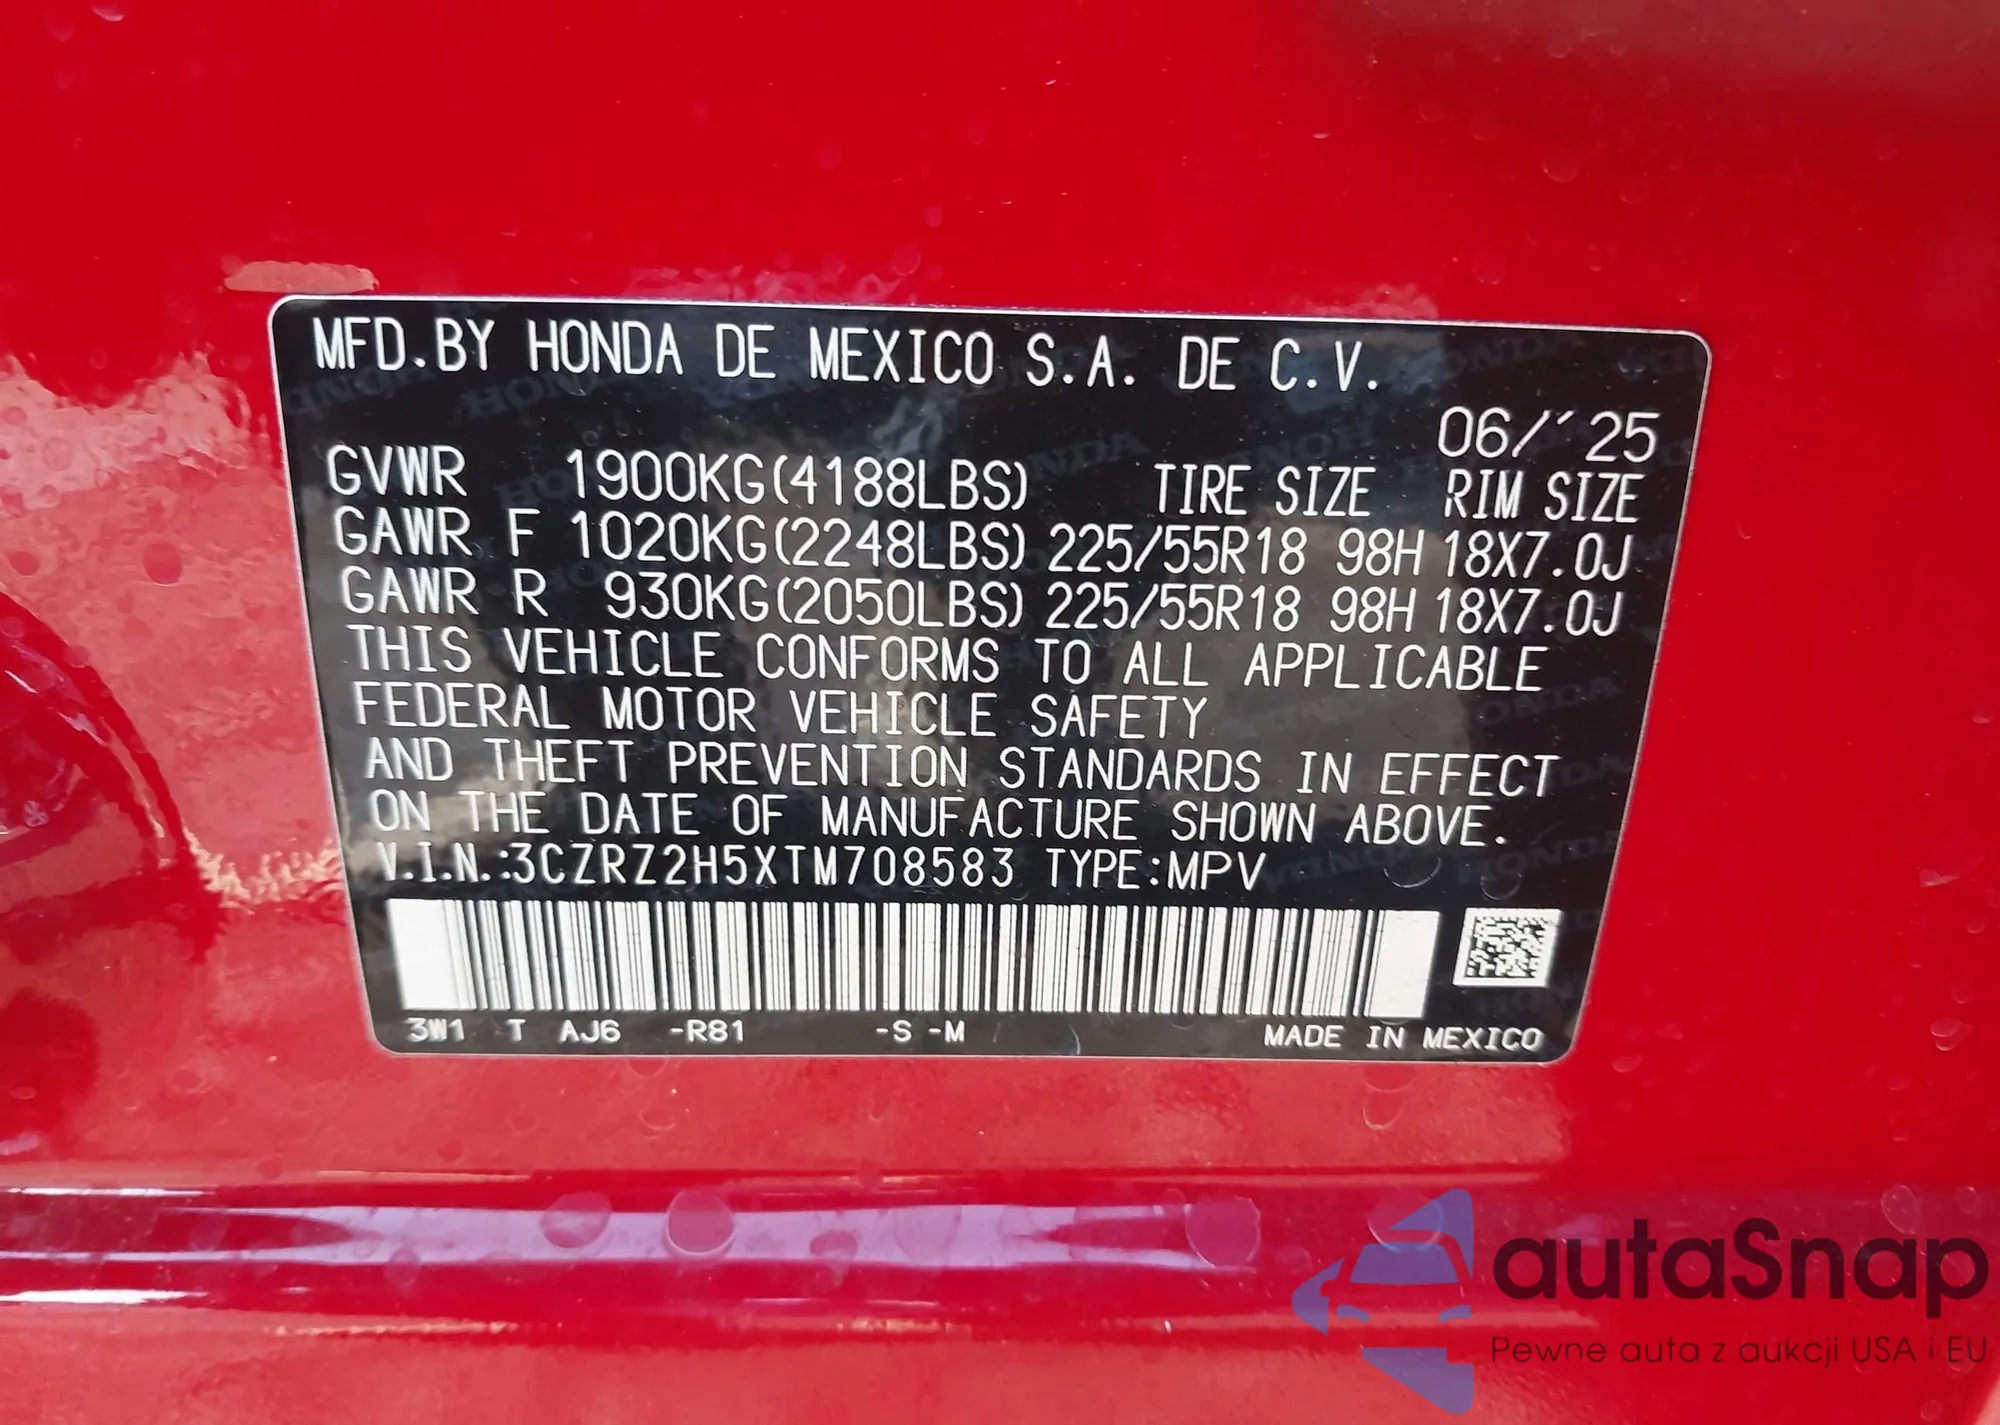 MFD.BY HONDA DE MEXICO S.A. DE C.V.
06/´25
GVWR 1900KG(4188LBS) TIRE SIZE RIM SIZE
GAWR F 1020KG(2248LBS) 225/55R18 98H 18X7.0J
GAWR R 930KG(2050LBS) 225/55R18 98H 18X7.0J
THIS VEHICLE CONFORMS TO ALL APPLICABLE
FEDERAL MOTOR VEHICLE SAFETY
AND THEFT PREVENTION STANDARDS IN EFFECT
ON THE DATE OF MANUFACTURE SHOWN ABOVE.
V.I.N.:3CZRZ2H5XTM708583 TYPE:MPV
3W1 T AJ6 -R81 -S -M MADE IN MEXICO
autaSnap
Pewne auta z aukcji USA i EU